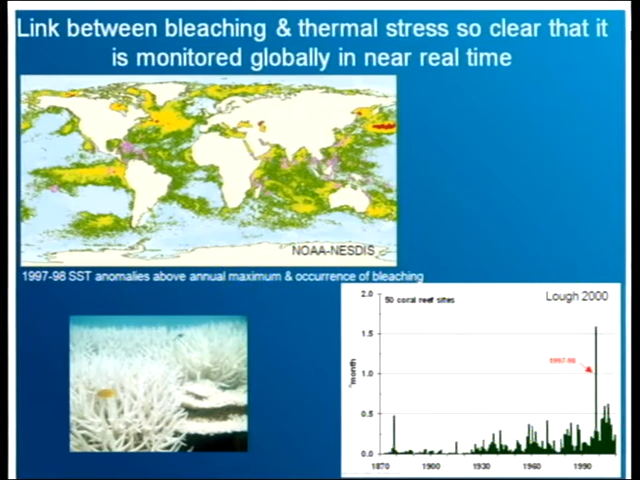 Link between bleaching & thermal stress so clear that it
is monitored globally in near real time
NOAA-NESDIS
1997-98 SST anomalies above annual maximum & occurrence of bleaching
2.0
50 coral reef sites
Lough 2000
1.5
1997-98
1.0
°month
0.5
0.0
1870 1900 1930 1960 1990